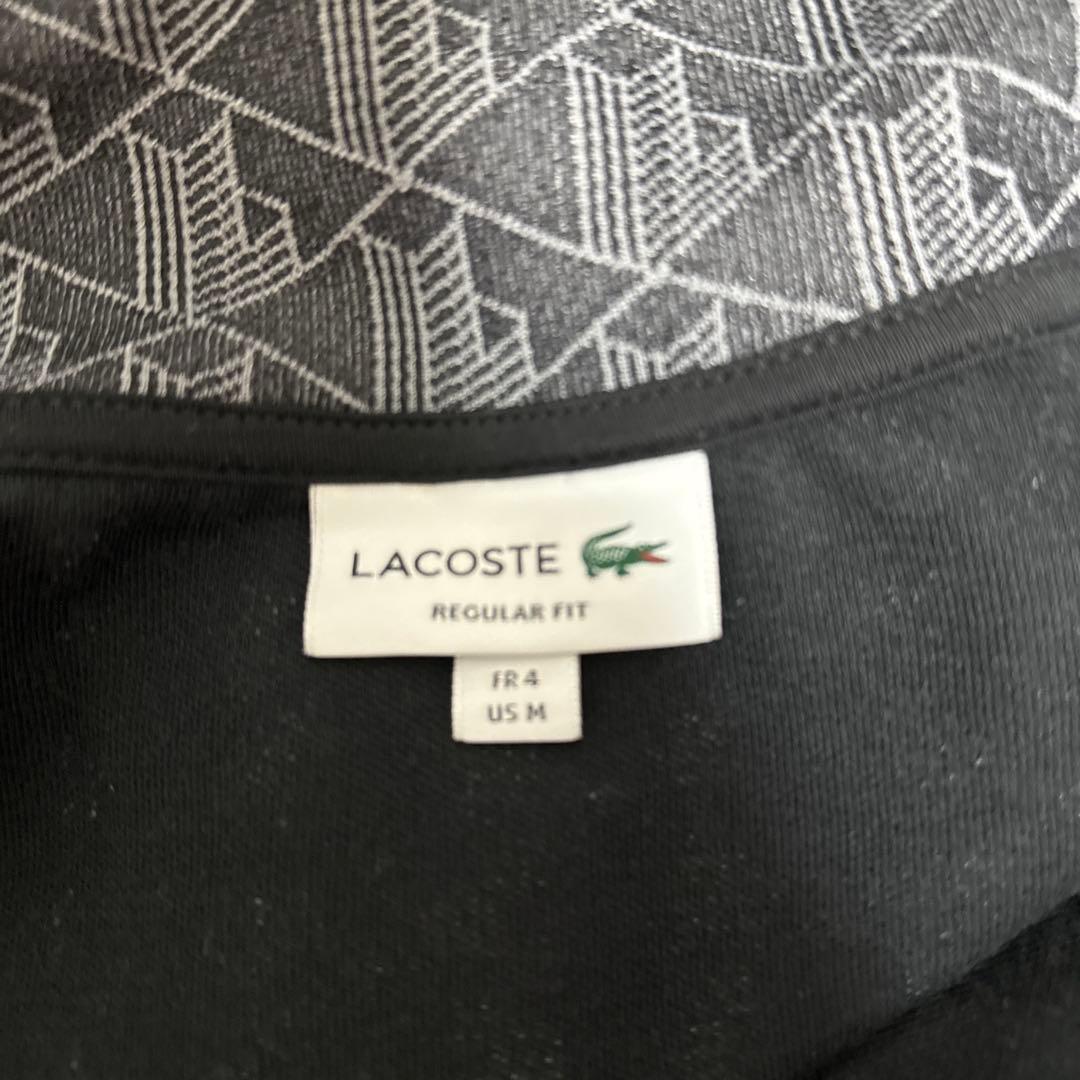 LACOSTE
REGULAR FIT
FR 4
US M